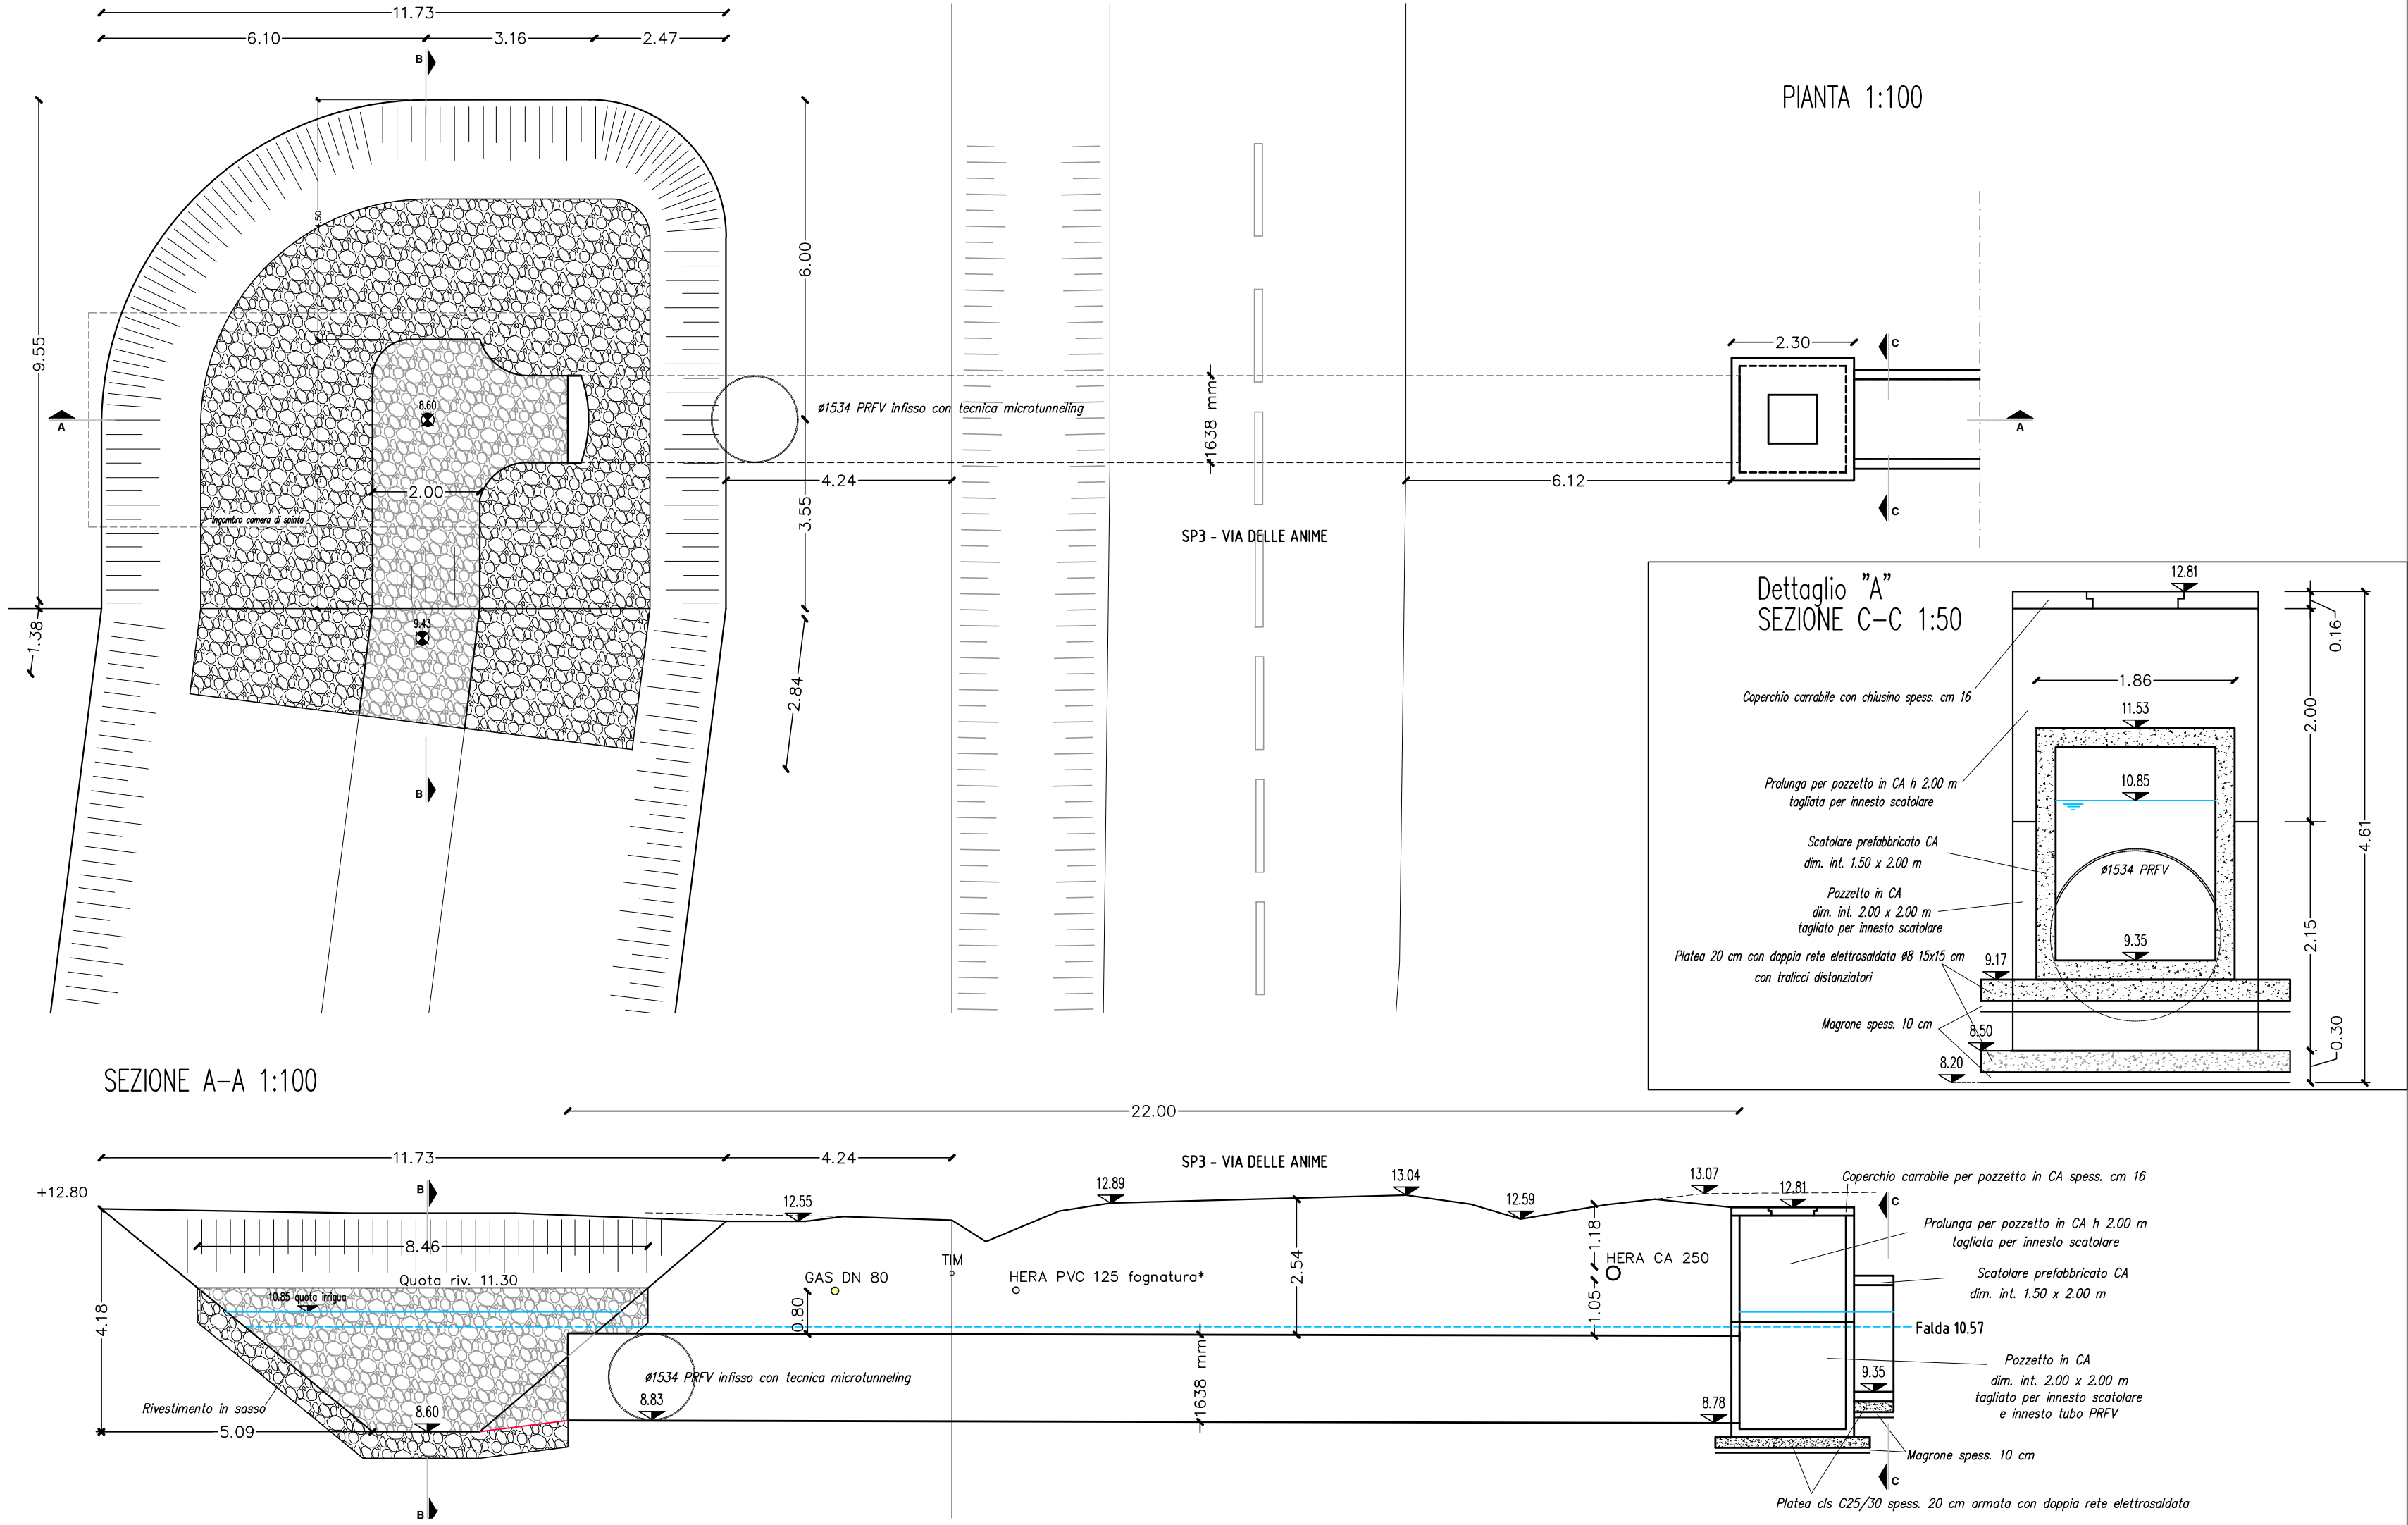 11.73
6.10
3.16
2.47
B
PIANTA 1:100
9.55
6.00
2.30
C
8.60
ø1534 PRFV infisso con tecnica microtunneling
1638 mm
A
A
2.00
4.24
6.12
3.55
Ingombro camera di spinta
C
SP3 - VIA DELLE ANIME
1.38
9.43
2.84
B
Dettaglio "A"
SEZIONE C-C 1:50
12.81
0.16
Coperchio carrabile con chiusino spess. cm 16
1.86
11.53
2.00
Prolunga per pozzetto in CA h 2.00 m
tagliata per innesto scatolare
10.85
4.61
Scatolare prefabbricato CA
dim. int. 1.50 x 2.00 m
ø1534 PRFV
Pozzetto in CA
dim. int. 2.00 x 2.00 m
tagliato per innesto scatolare
2.15
9.35
Platea 20 cm con doppia rete elettrosaldata ø8 15x15 cm
con tralicci distanziatori
9.17
Magrone spess. 10 cm
8.50
0.30
8.20
SEZIONE A-A 1:100
22.00
11.73
4.24
SP3 - VIA DELLE ANIME
+12.80
B
12.55
12.89
13.04
12.59
13.07
12.81
Coperchio carrabile per pozzetto in CA spess. cm 16
C
1.18
Prolunga per pozzetto in CA h 2.00 m
tagliata per innesto scatolare
8.46
TIM
2.54
HERA CA 250
Quota riv. 11.30
GAS DN 80
HERA PVC 125 fognatura*
Scatolare prefabbricato CA
dim. int. 1.50 x 2.00 m
10.85 quota irrigua
0.80
1.05
4.18
Falda 10.57
ø1534 PRFV infisso con tecnica microtunneling
1638 mm
Pozzetto in CA
dim. int. 2.00 x 2.00 m
tagliato per innesto scatolare
e innesto tubo PRFV
9.35
Rivestimento in sasso
8.60
8.83
8.78
5.09
Magrone spess. 10 cm
C
Platea cls C25/30 spess. 20 cm armata con doppia rete elettrosaldata
B